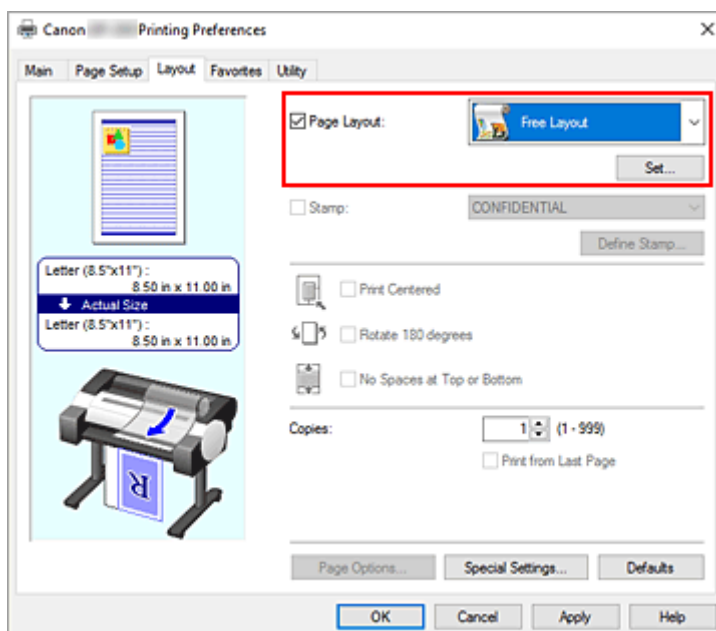 Canon Printing Preferences
Main Page Setup Layout Favorites Utility
Page Layout: Free Layout
Set...
Stamp: CONFIDENTIAL
Define Stamp...
Letter (8.5"x11") :
8.50 in x 11.00 in
Actual Size
Letter (8.5"x11") :
8.50 in x 11.00 in
Print Centered
Rotate 180 degrees
No Spaces at Top or Bottom
Copies: 1 (1 - 999)
Print from Last Page
R
Page Options... Special Settings... Defaults
OK Cancel Apply Help